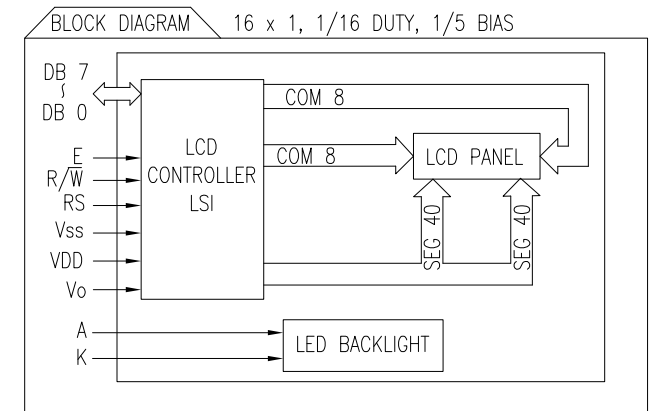 BLOCK DIAGRAM 16 x 1, 1/16 DUTY, 1/5 BIAS
DB 7
∫
DB 0
COM 8
LCD
CONTROLLER
LSI
COM 8
LCD PANEL
E
R/W̅
RS
Vss
VDD
Vo
SEG 40
SEG 40
A
K
LED BACKLIGHT